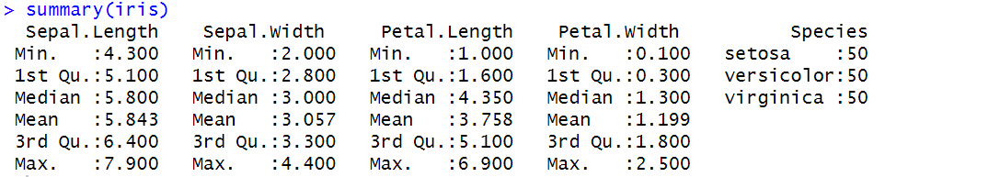 > summary(iris)
  Sepal.Length    Sepal.Width     Petal.Length    Petal.Width          Species
 Min.   :4.300   Min.   :2.000   Min.   :1.000   Min.   :0.100   setosa    :50
 1st Qu.:5.100   1st Qu.:2.800   1st Qu.:1.600   1st Qu.:0.300   versicolor:50
 Median :5.800   Median :3.000   Median :4.350   Median :1.300   virginica :50
 Mean   :5.843   Mean   :3.057   Mean   :3.758   Mean   :1.199
 3rd Qu.:6.400   3rd Qu.:3.300   3rd Qu.:5.100   3rd Qu.:1.800
 Max.   :7.900   Max.   :4.400   Max.   :6.900   Max.   :2.500